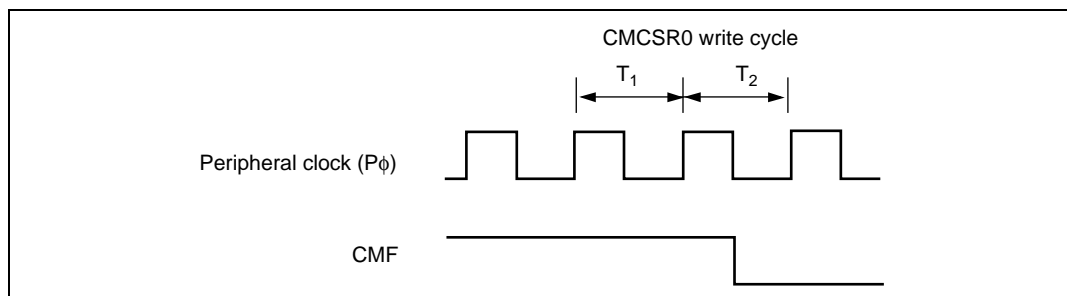 CMCSR0 write cycle
T1 T2
Peripheral clock (Pϕ)
CMF